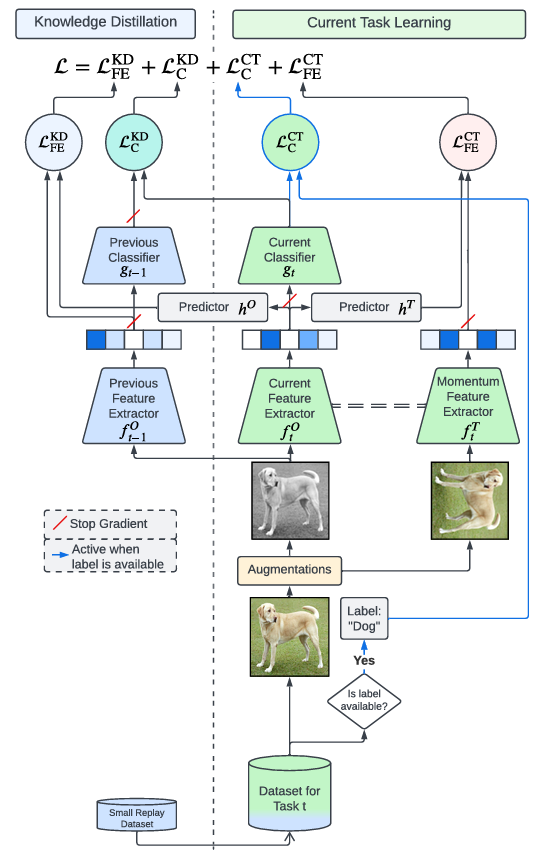 Knowledge Distillation
Current Task Learning
ℒ = ℒ_FE^KD + ℒ_C^KD + ℒ_C^CT + ℒ_FE^CT
ℒ_FE^KD
ℒ_C^KD
ℒ_C^CT
ℒ_FE^CT
Previous
Classifier
g_{t−1}
Current
Classifier
g_t
Predictor h^O
Predictor h^T
Previous
Feature
Extractor
f_{t−1}^O
Current
Feature
Extractor
f_t^O
Momentum
Feature
Extractor
f_t^T
Stop Gradient
Active when
label is available
Augmentations
Label:
"Dog"
Yes
Is label
available?
Dataset for
Task t
Small Replay
Dataset